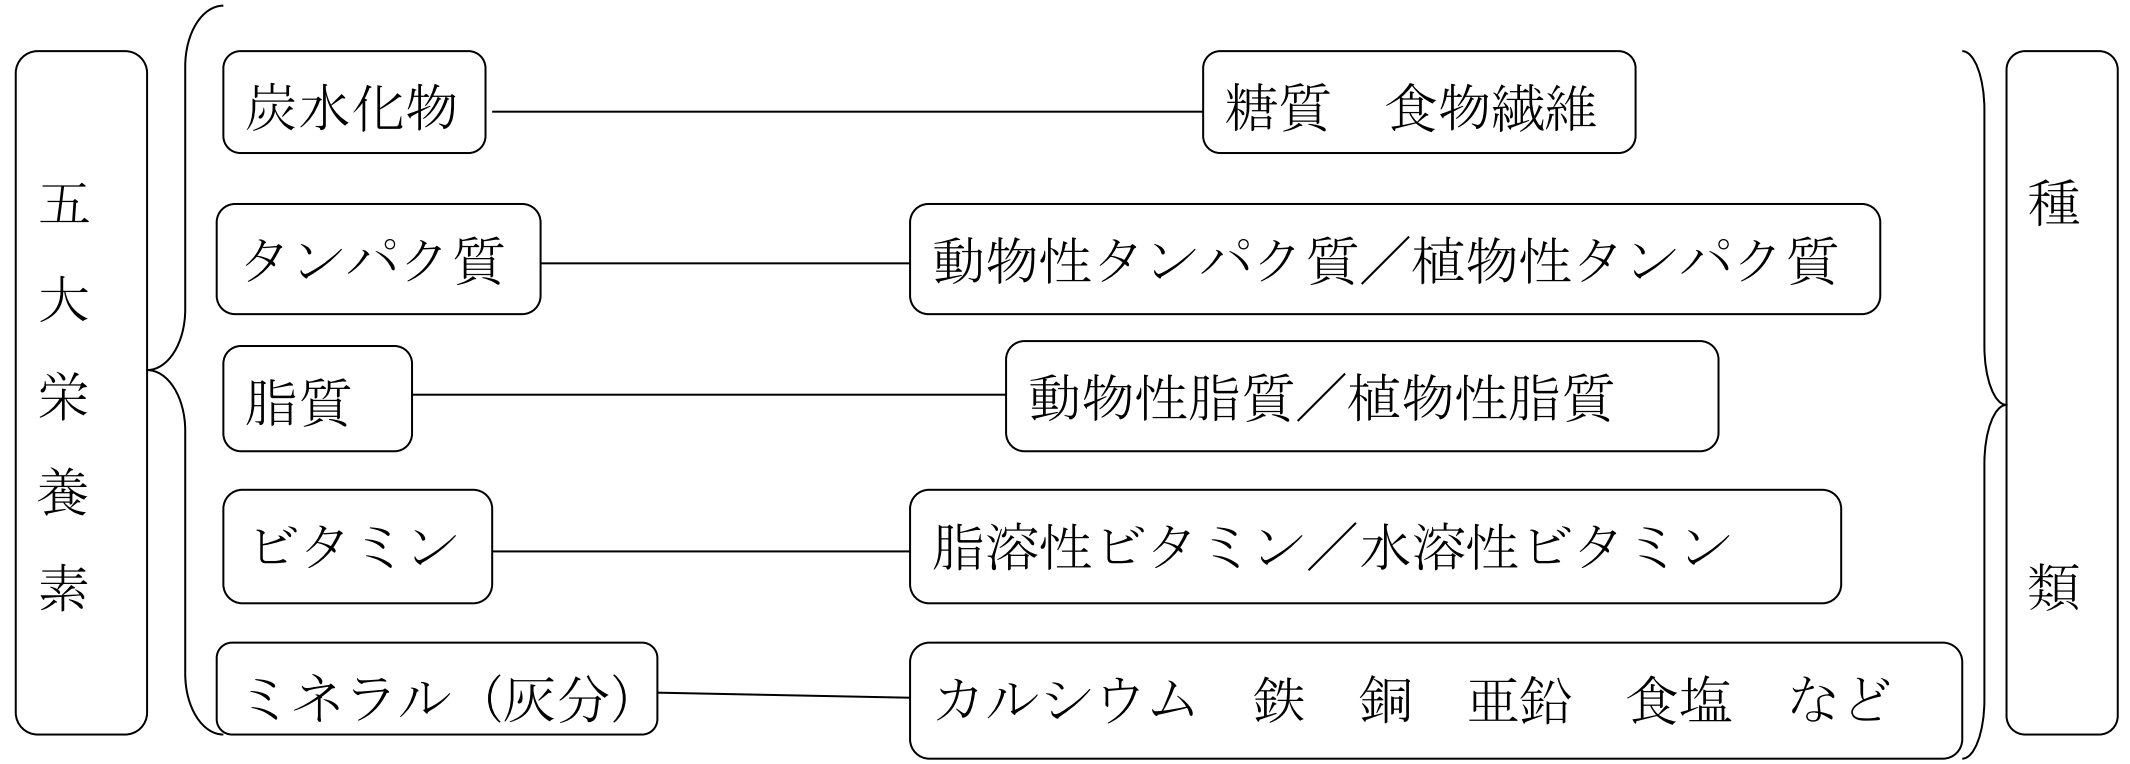 五大栄養素
炭水化物
糖質　食物繊維
タンパク質
動物性タンパク質／植物性タンパク質
脂質
動物性脂質／植物性脂質
ビタミン
脂溶性ビタミン／水溶性ビタミン
ミネラル（灰分）
カルシウム　鉄　銅　亜鉛　食塩　など
種類